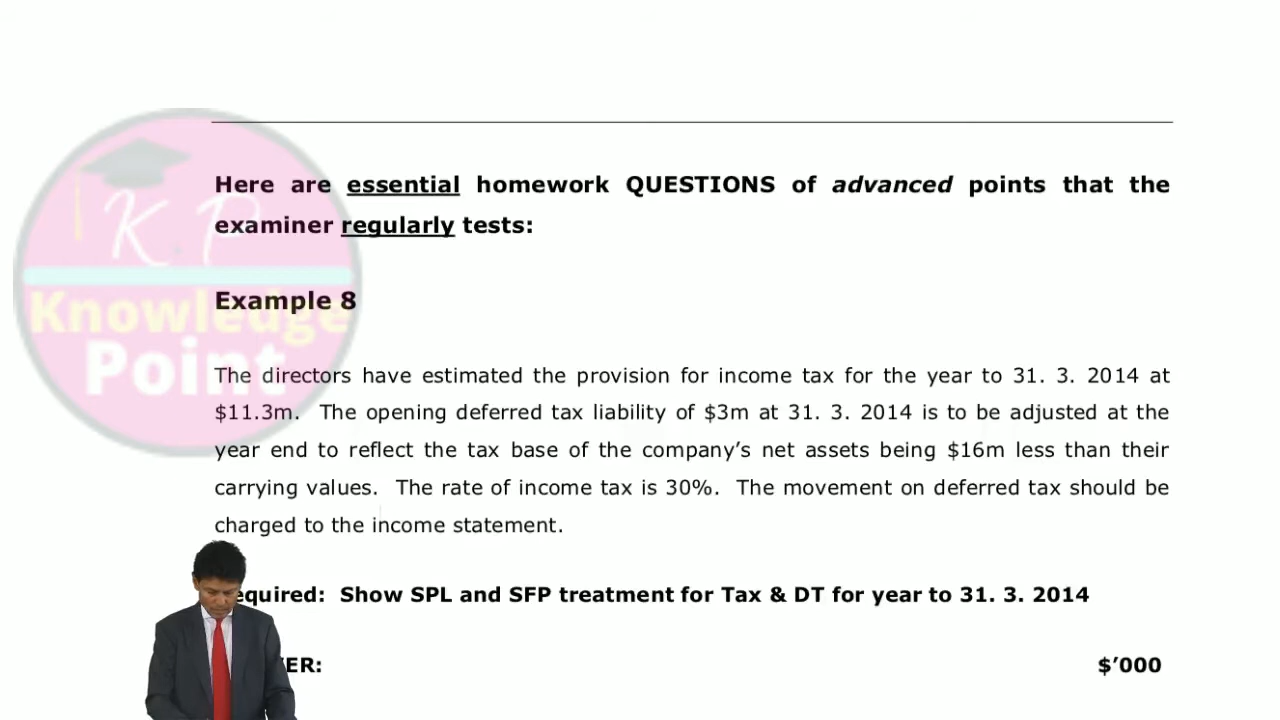 Here are essential homework QUESTIONS of advanced points that the
examiner regularly tests:
K P
Knowledge
Point
Example 8
The directors have estimated the provision for income tax for the year to 31. 3. 2014 at
$11.3m. The opening deferred tax liability of $3m at 31. 3. 2014 is to be adjusted at the
year end to reflect the tax base of the company’s net assets being $16m less than their
carrying values. The rate of income tax is 30%. The movement on deferred tax should be
charged to the income statement.
equired: Show SPL and SFP treatment for Tax & DT for year to 31. 3. 2014
ER: $’000